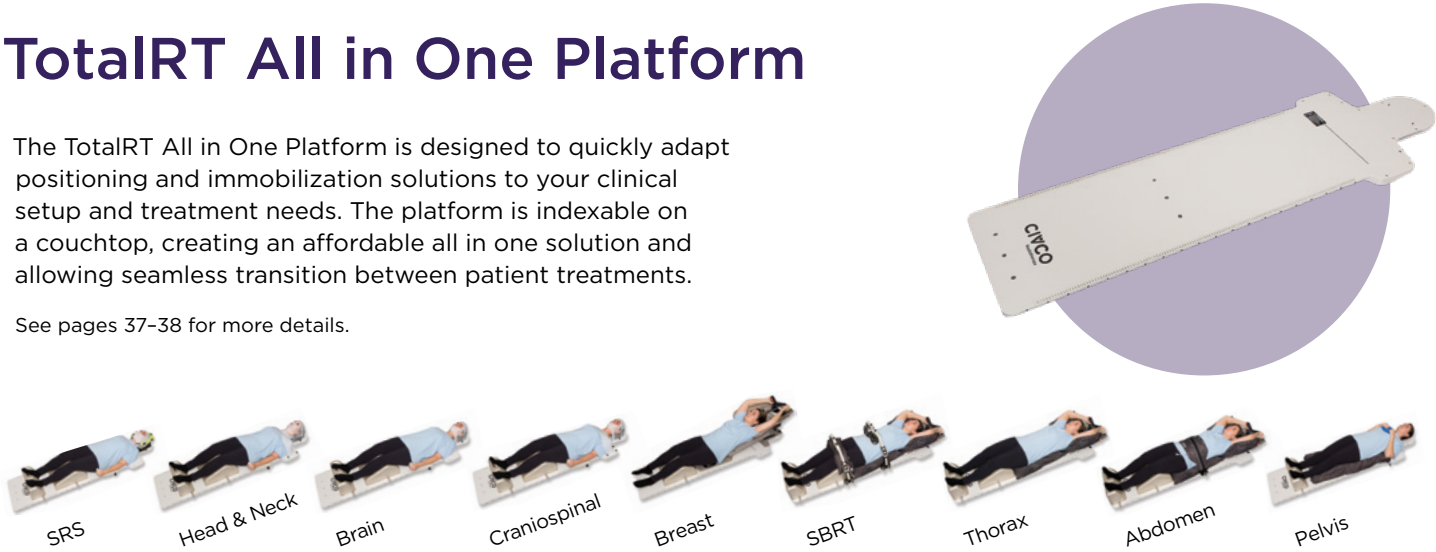 TotalRT All in One Platform
The TotalRT All in One Platform is designed to quickly adapt
positioning and immobilization solutions to your clinical
setup and treatment needs. The platform is indexable on
a couchtop, creating an affordable all in one solution and
allowing seamless transition between patient treatments.
See pages 37–38 for more details.
CIVCO
SRS
Head & Neck
Brain
Craniospinal
Breast
SBRT
Thorax
Abdomen
Pelvis